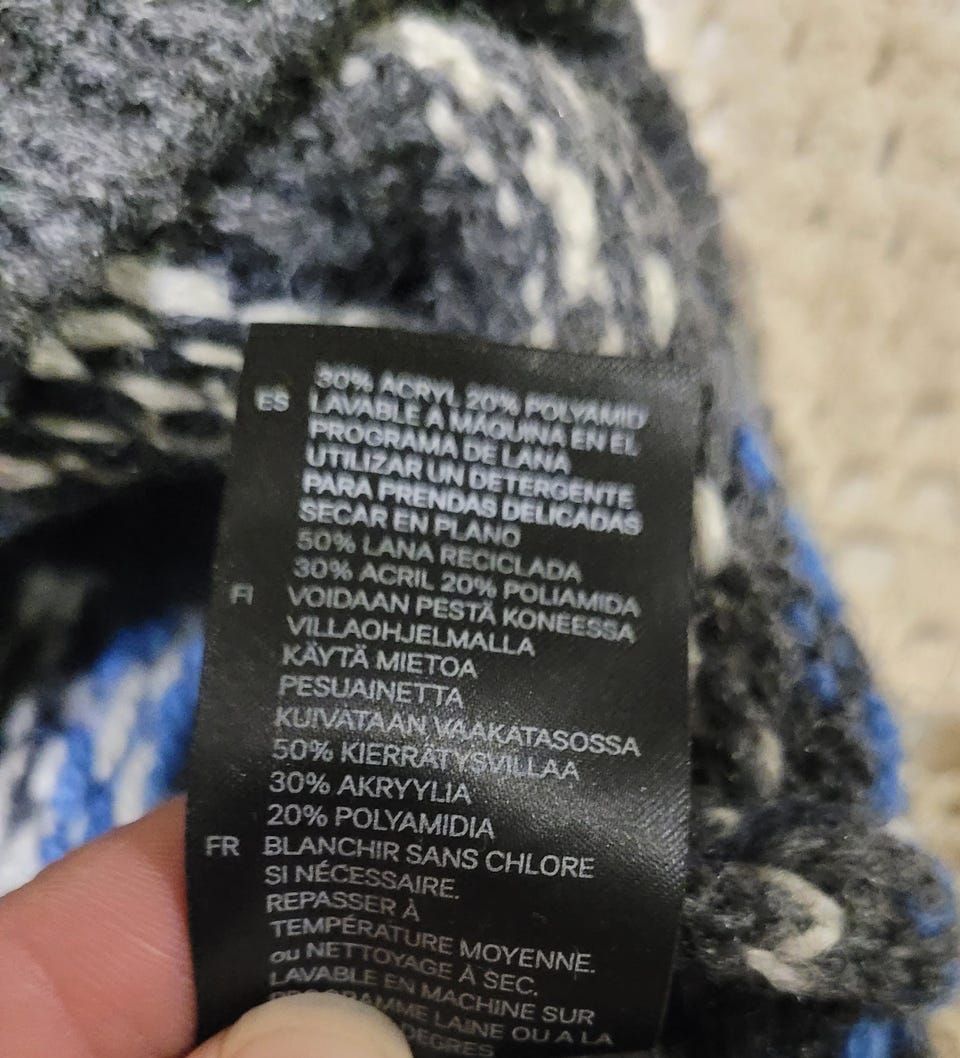 30% ACRYL 20% POLYAMID
ES LAVABLE A MÁQUINA EN EL
PROGRAMA DE LANA
UTILIZAR UN DETERGENTE
PARA PRENDAS DELICADAS
SECAR EN PLANO
50% LANA RECICLADA
30% ACRIL 20% POLIAMIDA
FI VOIDAAN PESTÄ KONEESSA
VILLAOHJELMALLA
KÄYTÄ MIETOA
PESUAINETTA
KUIVATAAN VAAKATASOSSA
50% KIERRÄTYSVILLAA
30% AKRYYLIA
20% POLYAMIDIA
FR BLANCHIR SANS CHLORE
SI NÉCESSAIRE.
REPASSER À
TEMPÉRATURE MOYENNE.
ou NETTOYAGE À SEC.
LAVABLE EN MACHINE SUR
LAINE OU A LA
DEGRES